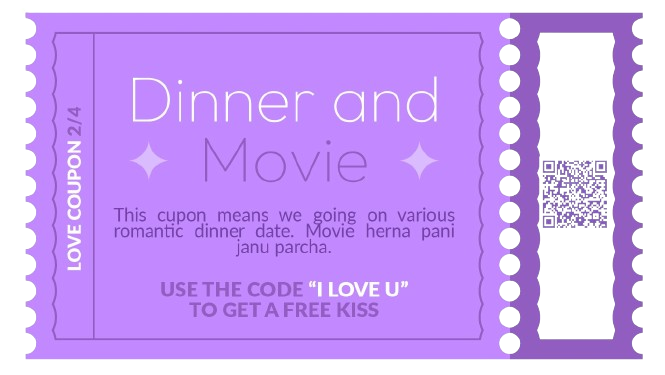 LOVE COUPON 2/4
Dinner and
Movie
This cupon means we going on various
romantic dinner date. Movie herna pani
janu parcha.
USE THE CODE “I LOVE U”
TO GET A FREE KISS